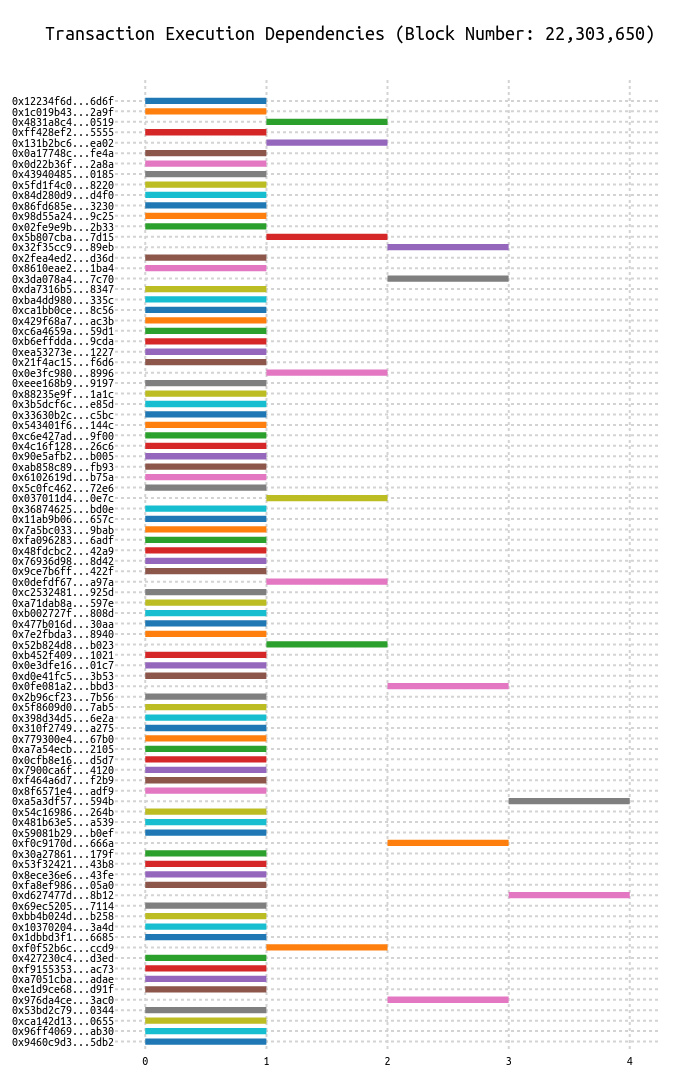 Transaction Execution Dependencies (Block Number: 22,303,650)
0x12234f6d...6d6f
0x1c019b43...2a9f
0x4831a8c4...0519
0xff428ef2...5555
0x131b2bc6...ea02
0x0a17748c...fe4a
0x0d22b36f...2a8a
0x43940485...0185
0x5fd1f4c0...8220
0x84d280d9...d4f0
0x86fd685e...3230
0x98d55a24...9c25
0x02fe9e9b...2b33
0x5b807cba...7d15
0x32f35cc9...89eb
0x2fea4ed2...d36d
0x8610eae2...1ba4
0x3da078a4...7c70
0xda7316b5...8347
0xba4dd980...335c
0xca1bb0ce...8c56
0x429f68a7...ac3b
0xc6a4659a...59d1
0xb6effdda...9cda
0xea53273e...1227
0x21f4ac15...f6d6
0x0e3fc980...8996
0xeee168b9...9197
0x88235e9f...1a1c
0x3b5dcf6c...e85d
0x33630b2c...c5bc
0x543401f6...144c
0xc6e427ad...9f00
0x4c16f128...26c6
0x90e5afb2...b005
0xab858c89...fb93
0x6102619d...b75a
0x5c0fc462...72e6
0x037011d4...0e7c
0x36874625...bd0e
0x11ab9b06...657c
0x7a5bc033...9bab
0xfa096283...6adf
0x48fdcbc2...42a9
0x76936d98...8d42
0x9ce7b6ff...422f
0x0defdf67...a97a
0xc2532481...925d
0xa71dab8a...597e
0xb002727f...808d
0x477b016d...30aa
0x7e2fbda3...8940
0x52b824d8...b023
0xb452f409...1021
0x0e3dfe16...01c7
0xd0e41fc5...3b53
0x0fe081a2...bbd3
0x2b96cf23...7b56
0x5f8609d0...7ab5
0x398d34d5...6e2a
0x310f2749...a275
0x779300e4...67b0
0xa7a54ecb...2105
0x0cfb8e16...d5d7
0x7900ca6f...4120
0xf464a6d7...f2b9
0x8f6571e4...adf9
0xa5a3df57...594b
0x54c16986...264b
0x481b63e5...a539
0x59081b29...b0ef
0xf0c9170d...666a
0x30a27861...179f
0x53f32421...43b8
0x8ece36e6...43fe
0xfa8ef986...05a0
0xd627477d...8b12
0x69ec5205...7114
0xbb4b024d...b258
0x10370204...3a4d
0x1dbbd3f1...6685
0xf0f52b6c...ccd9
0x427230c4...d3ed
0xf9155353...ac73
0xa7051cba...adae
0xe1d9ce68...d91f
0x976da4ce...3ac0
0x53bd2c79...0344
0xca142d13...0655
0x96ff4069...ab30
0x9460c9d3...5db2
0 1 2 3 4